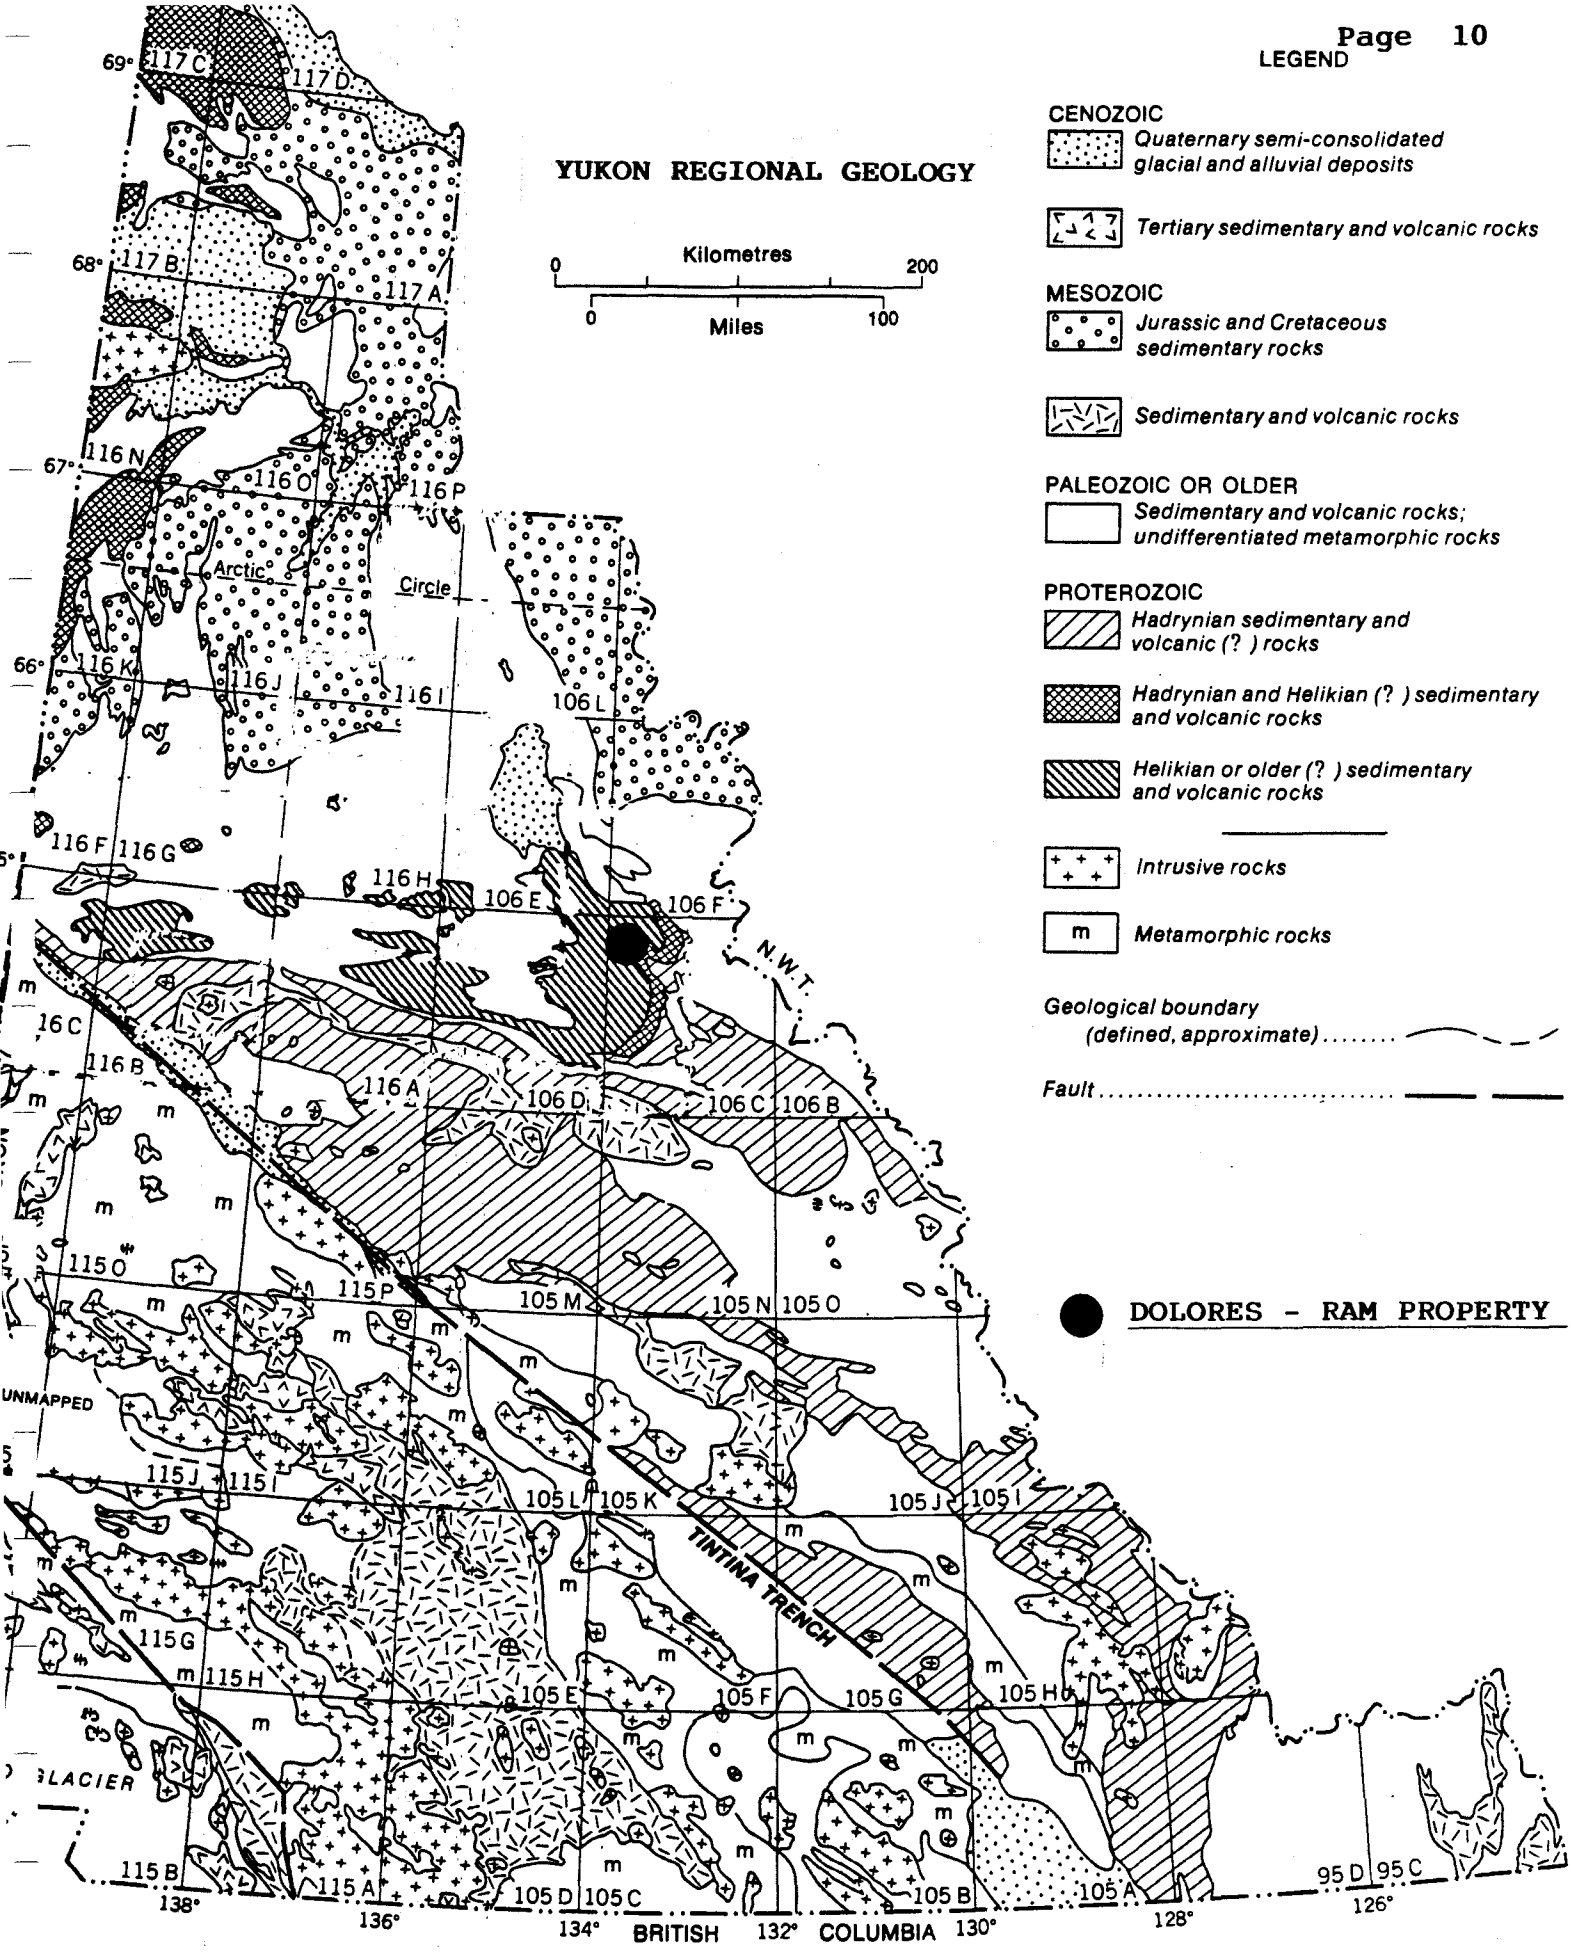 Page 10
LEGEND
YUKON REGIONAL GEOLOGY
Kilometres
0 200
0 100
Miles
CENOZOIC
Quaternary semi-consolidated
glacial and alluvial deposits
Tertiary sedimentary and volcanic rocks
MESOZOIC
Jurassic and Cretaceous
sedimentary rocks
Sedimentary and volcanic rocks
PALEOZOIC OR OLDER
Sedimentary and volcanic rocks;
undifferentiated metamorphic rocks
PROTEROZOIC
Hadrynian sedimentary and
volcanic (? ) rocks
Hadrynian and Helikian (? ) sedimentary
and volcanic rocks
Helikian or older (? ) sedimentary
and volcanic rocks
Intrusive rocks
m Metamorphic rocks
Geological boundary
(defined, approximate)........
Fault................................
DOLORES - RAM PROPERTY
69° 117 C 117 D
68° 117 B 117 A
67° 116 N 116 O 116 P
Arctic Circle
66° 116 K 116 J 116 I 106 L
5° 116 F 116 G 116 H 106 E 106 F
N.W.T.
m
16 C
116 B 116 A 106 D 106 C 106 B
m m
m m
115 O 115 P 105 M 105 N 105 O
m m m
m
UNMAPPED
m
5
115 J 115 I 105 L 105 K 105 J 105 I
m
TINTINA TRENCH
m m m
m
115 G
m m
m 115 H 105 E 105 F 105 G 105 H
m m m m
m
GLACIER
m
m m
115 B 115 A 105 D 105 C 105 B 105 A 95 D 95 C
138° 136° 134° 132° 130° 128° 126°
BRITISH COLUMBIA